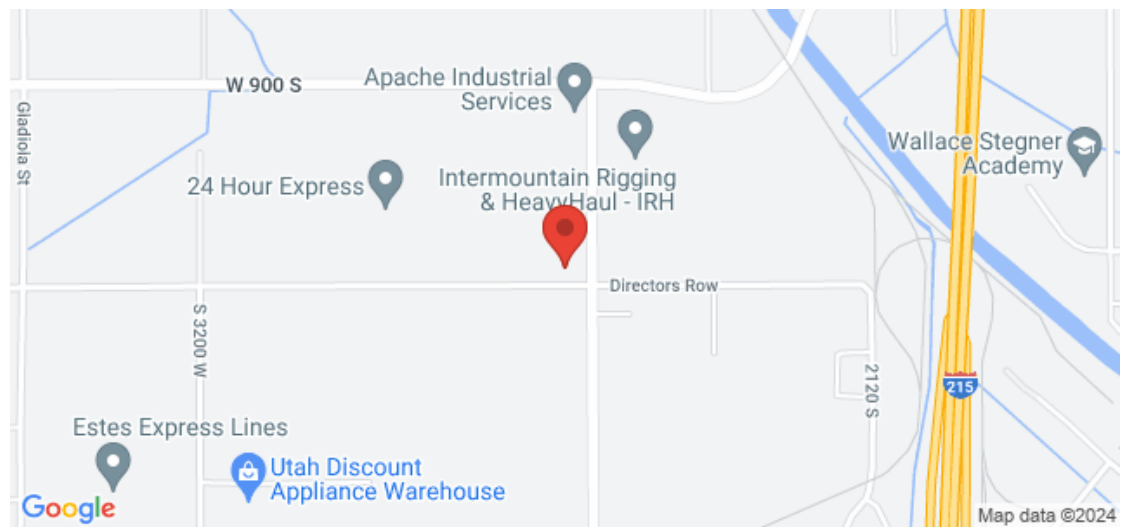 W 900 S
Apache Industrial
Services
Gladiola St
24 Hour Express
Intermountain Rigging
& HeavyHaul - IRH
Wallace Stegner
Academy
Directors Row
S 3200 W
2120 S
215
Estes Express Lines
Utah Discount
Appliance Warehouse
Google
Map data ©2024